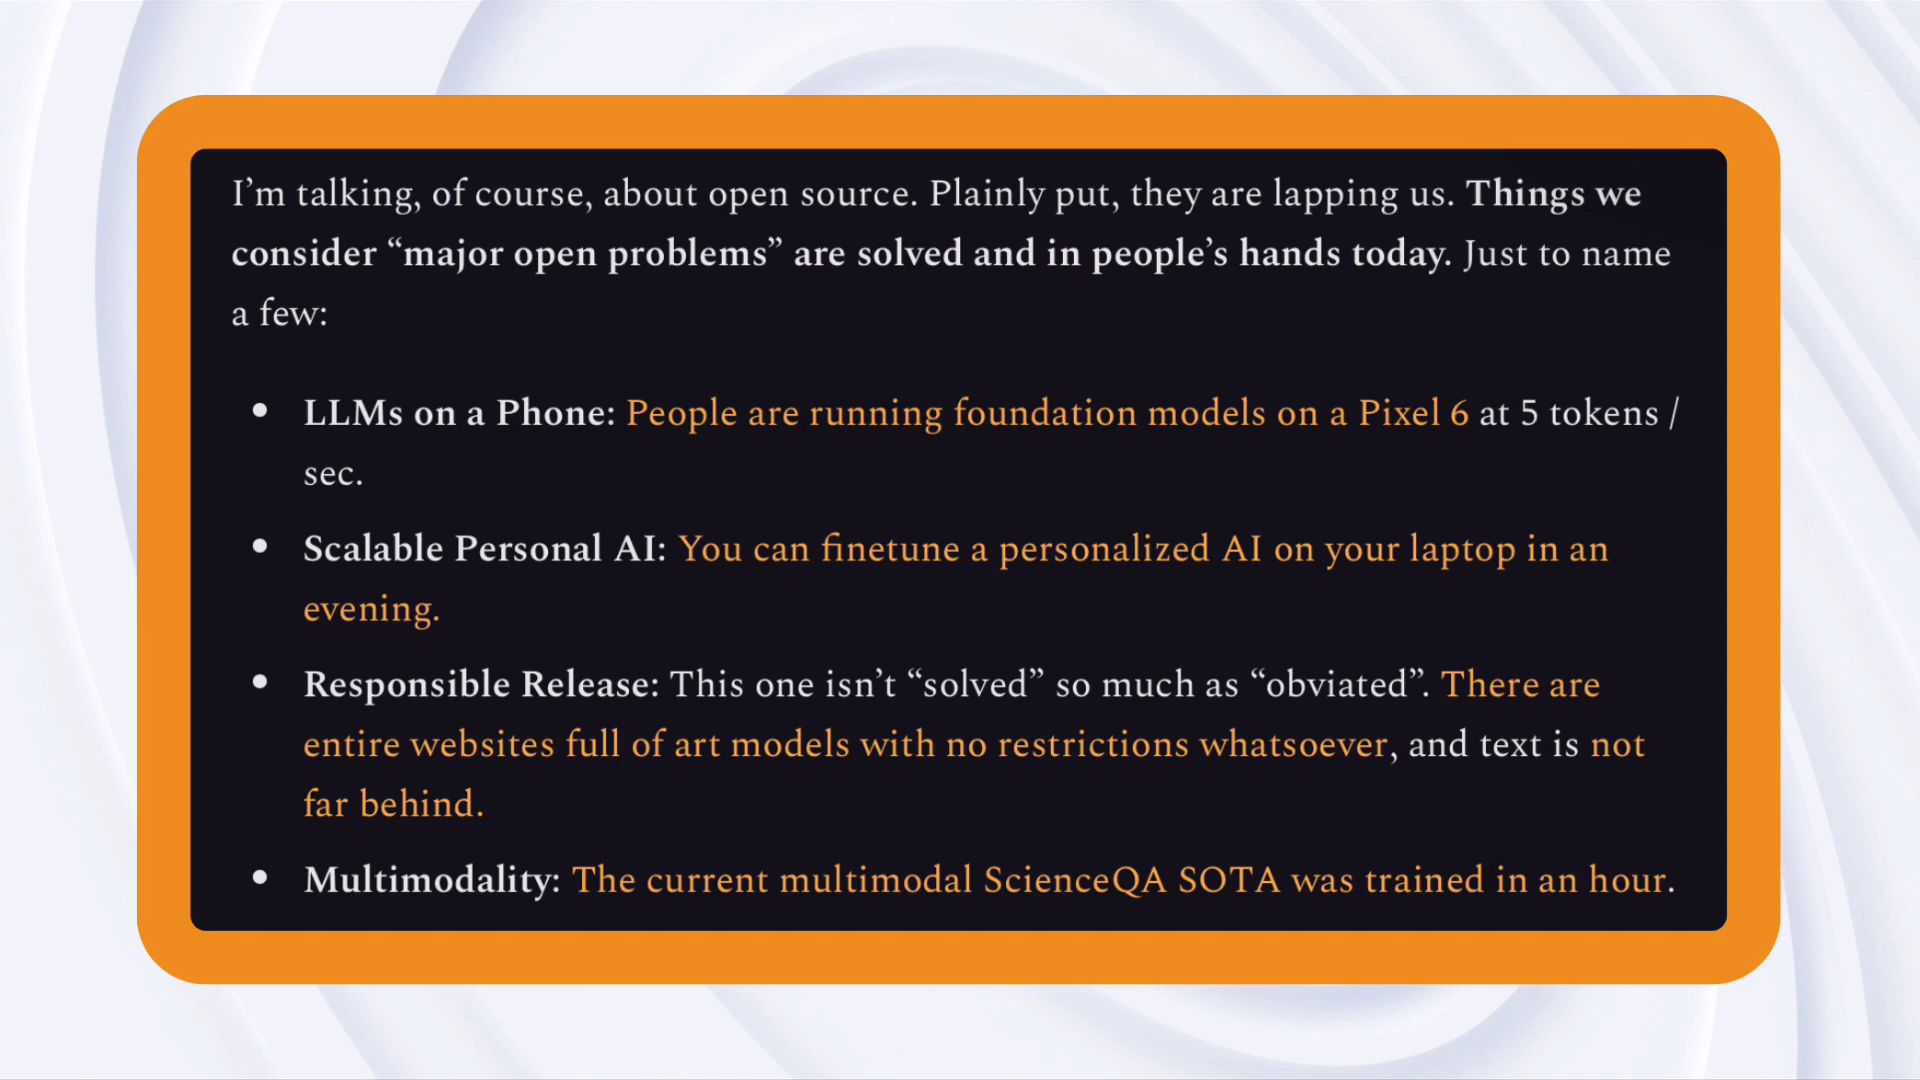 I’m talking, of course, about open source. Plainly put, they are lapping us. Things we
consider “major open problems” are solved and in people’s hands today. Just to name
a few:
• LLMs on a Phone: People are running foundation models on a Pixel 6 at 5 tokens /
sec.
• Scalable Personal AI: You can finetune a personalized AI on your laptop in an
evening.
• Responsible Release: This one isn’t “solved” so much as “obviated”. There are
entire websites full of art models with no restrictions whatsoever, and text is not
far behind.
• Multimodality: The current multimodal ScienceQA SOTA was trained in an hour.